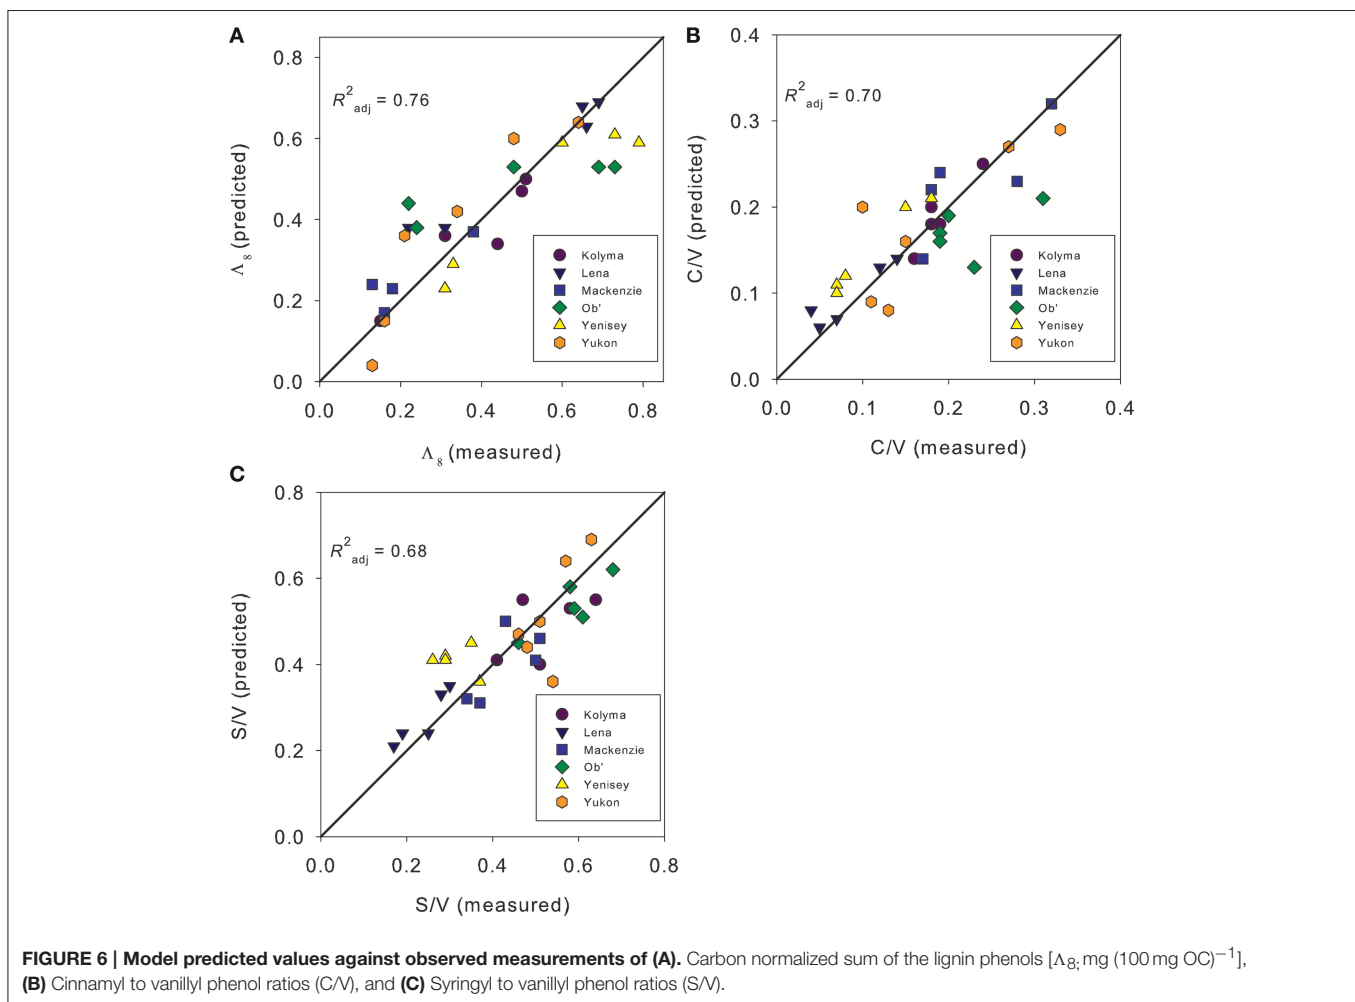 A
0.8
0.6
0.4
0.2
0.0
Λ8 (predicted)
R2adj = 0.76
Kolyma
Lena
Mackenzie
Ob'
Yenisey
Yukon
0.0 0.2 0.4 0.6 0.8
Λ8 (measured)
B
0.4
0.3
0.2
0.1
0.0
C/V (predicted)
R2adj = 0.70
Kolyma
Lena
Mackenzie
Ob'
Yenisey
Yukon
0.0 0.1 0.2 0.3 0.4
C/V (measured)
C
0.8
0.6
0.4
0.2
0.0
S/V (predicted)
R2adj = 0.68
Kolyma
Lena
Mackenzie
Ob'
Yenisey
Yukon
0.0 0.2 0.4 0.6 0.8
S/V (measured)
FIGURE 6 | Model predicted values against observed measurements of (A). Carbon normalized sum of the lignin phenols [Λ8; mg (100 mg OC)−1],
(B) Cinnamyl to vanillyl phenol ratios (C/V), and (C) Syringyl to vanillyl phenol ratios (S/V).